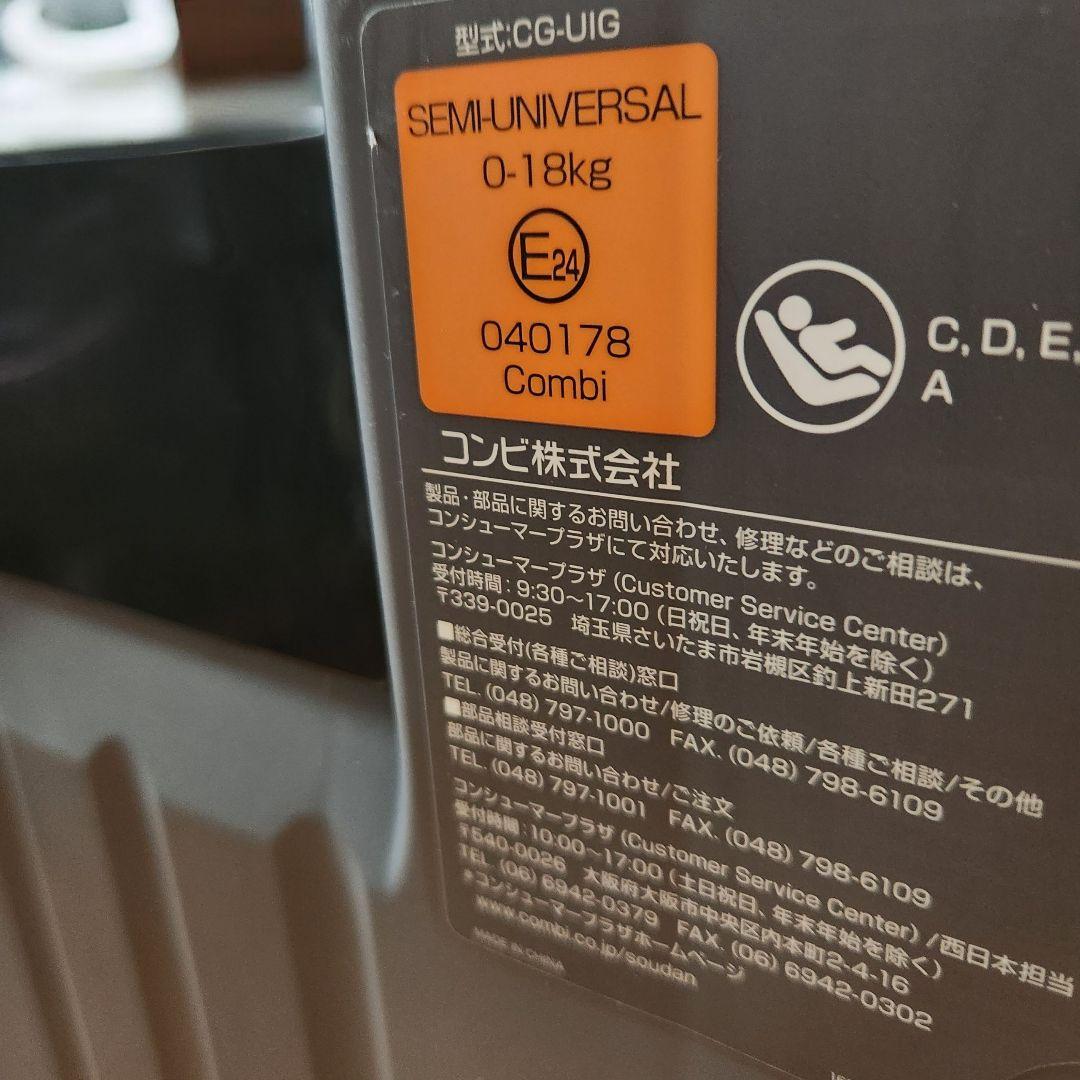 型式:CG-UIG
SEMI-UNIVERSAL
0-18kg
E24
040178
Combi
C, D, E,
A
コンビ株式会社
製品・部品に関するお問い合わせ、修理などのご相談は、
コンシューマープラザにて対応いたします。
コンシューマープラザ (Customer Service Center)
受付時間:9:30～17:00 (日祝日、年末年始を除く)
〒339-0025 埼玉県さいたま市岩槻区釣上新田271
■総合受付(各種ご相談)窓口
製品に関するお問い合わせ/修理のご依頼/各種ご相談/その他
TEL. (048) 797-1000 FAX. (048) 798-6109
■部品相談受付窓口
部品に関するお問い合わせ/ご注文
TEL. (048) 797-1001 FAX. (048) 798-6109
コンシューマープラザ (Customer Service Center) /西日本担当
受付時間:10:00～17:00 (土日祝日、年末年始を除く)
〒540-0026 大阪府大阪市中央区内本町2-4-16
TEL. (06) 6942-0379 FAX. (06) 6942-0302
*コンシューマープラザホームページ
www.combi.co.jp/soudan
MADE IN CHINA